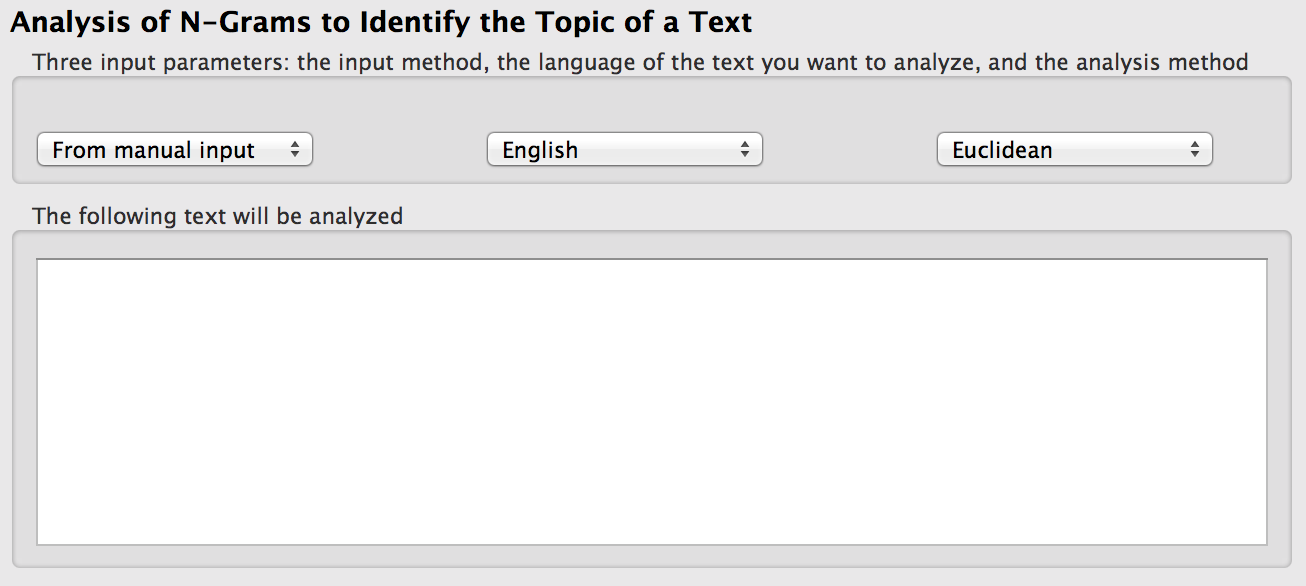 Analysis of N-Grams to Identify the Topic of a Text
Three input parameters: the input method, the language of the text you want to analyze, and the analysis method
From manual input English Euclidean
The following text will be analyzed